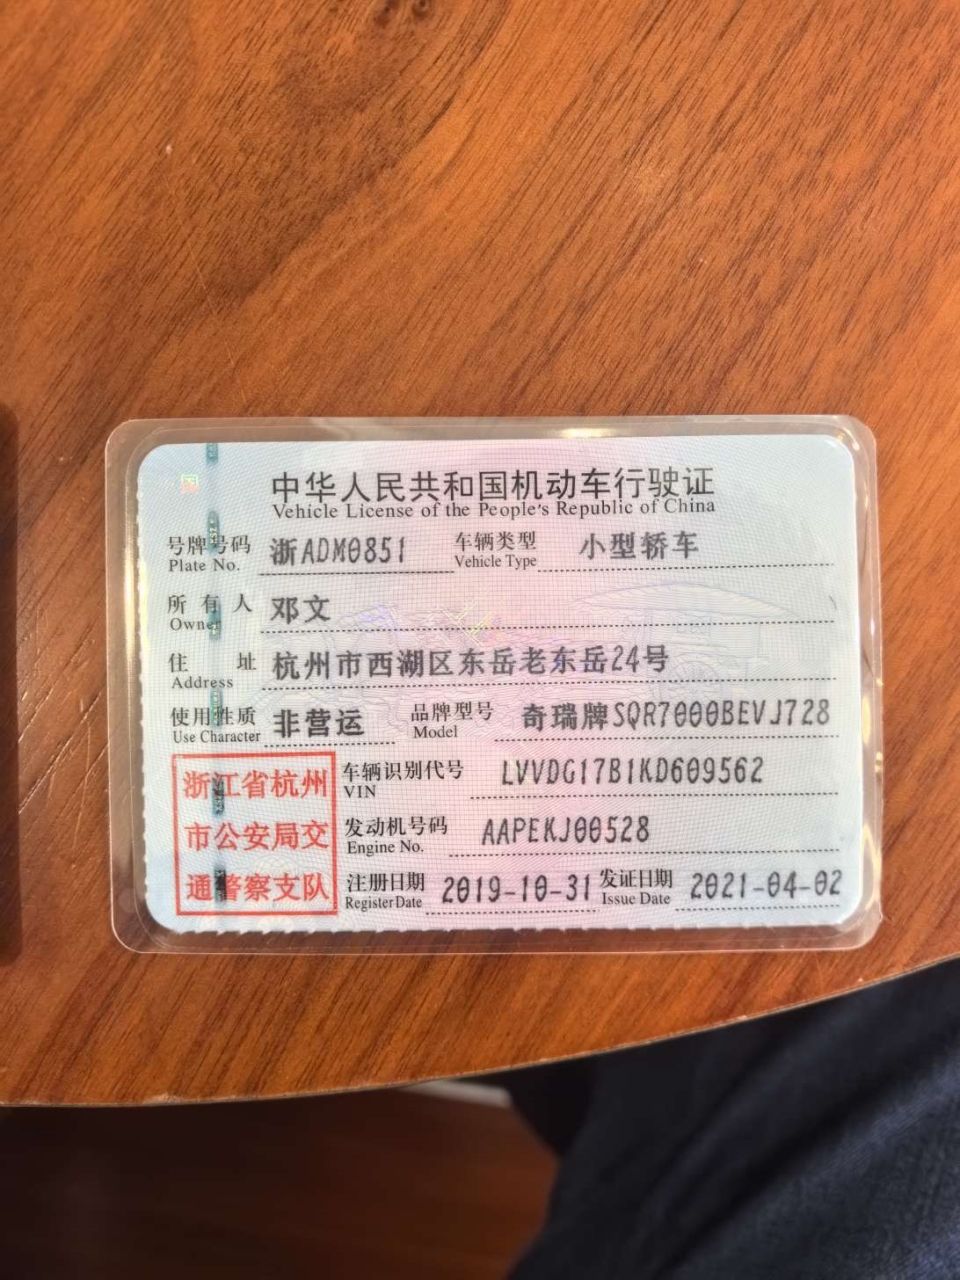 中华人民共和国机动车行驶证
Vehicle License of the People's Republic of China
号牌号码 浙ADM0851 车辆类型 小型轿车
Plate No. Vehicle Type
所有人 邓文
Owner
住址 杭州市西湖区东岳老东岳24号
Address
使用性质 非营运 品牌型号 奇瑞牌SQR7000BEVJ728
Use Character Model
浙江省杭州
市公安局交
通警察支队
车辆识别代号 LVVDG17B1KD609562
VIN
发动机号码 AAPEKJ00528
Engine No.
注册日期 2019-10-31 发证日期 2021-04-02
Register Date Issue Date